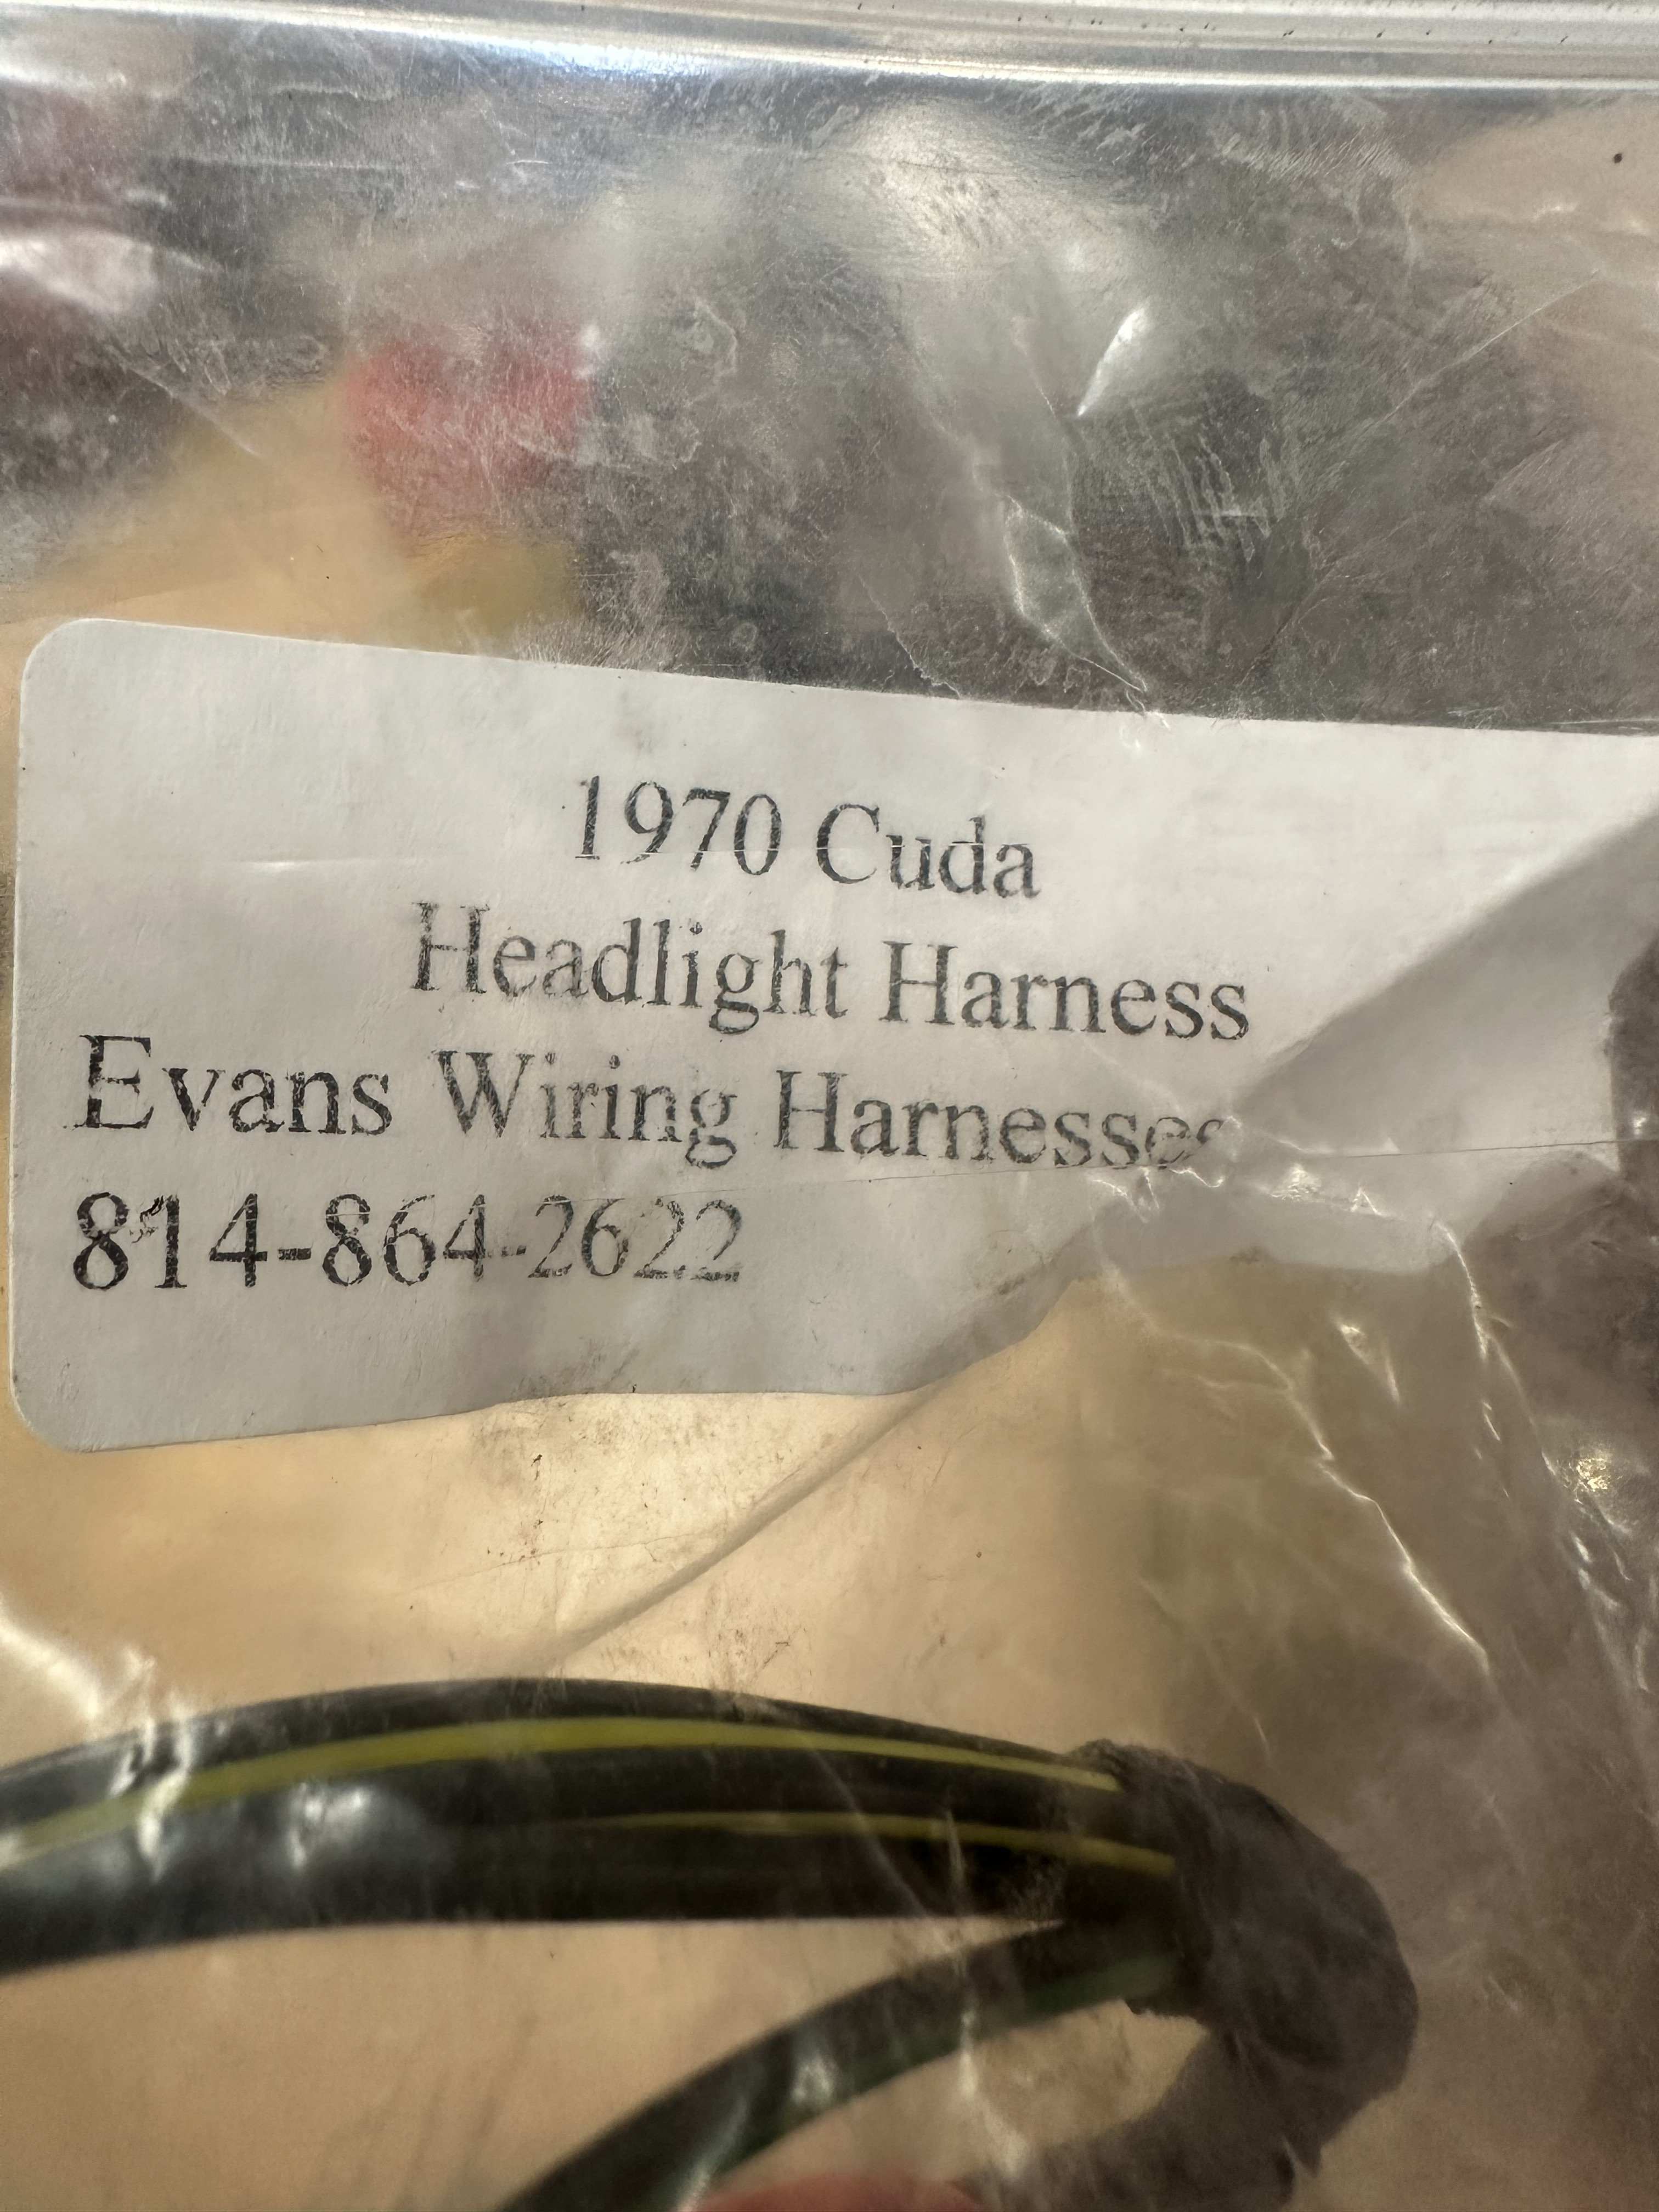 1970 Cuda
Headlight Harness
Evans Wiring Harnesses
814-864-2622